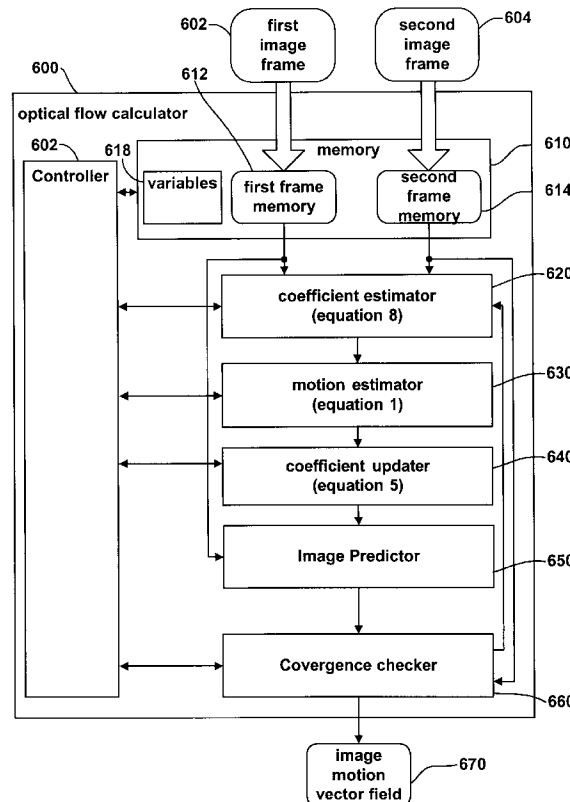 602
first
image
frame
second
image
frame
604
600
612
optical flow calculator
602
618
memory
610
Controller
variables
first frame
memory
second
frame
memory
614
coefficient estimator
(equation 8)
620
motion estimator
(equation 1)
630
coefficient updater
(equation 5)
640
Image Predictor
650
Covergence checker
660
image
motion
vector field
670